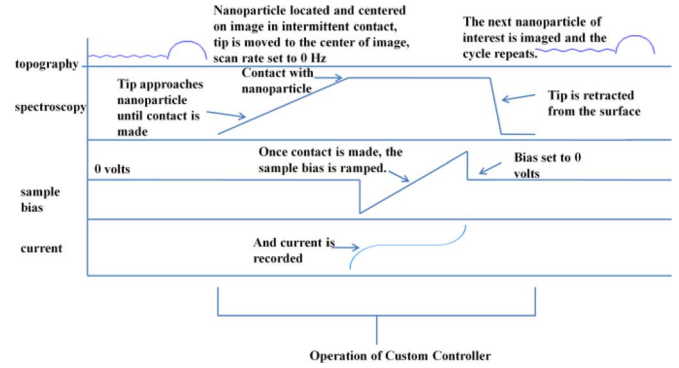 Nanoparticle located and centered
on image in intermittent contact,
tip is moved to the center of image,
scan rate set to 0 Hz
The next nanoparticle of
interest is imaged and the
cycle repeats.
topography
Contact with
nanoparticle
Tip approaches
nanoparticle
until contact is
made
spectroscopy
Tip is retracted
from the surface
Once contact is made, the
sample bias is ramped.
Bias set to 0
volts
0 volts
sample
bias
current
And current is
recorded
Operation of Custom Controller